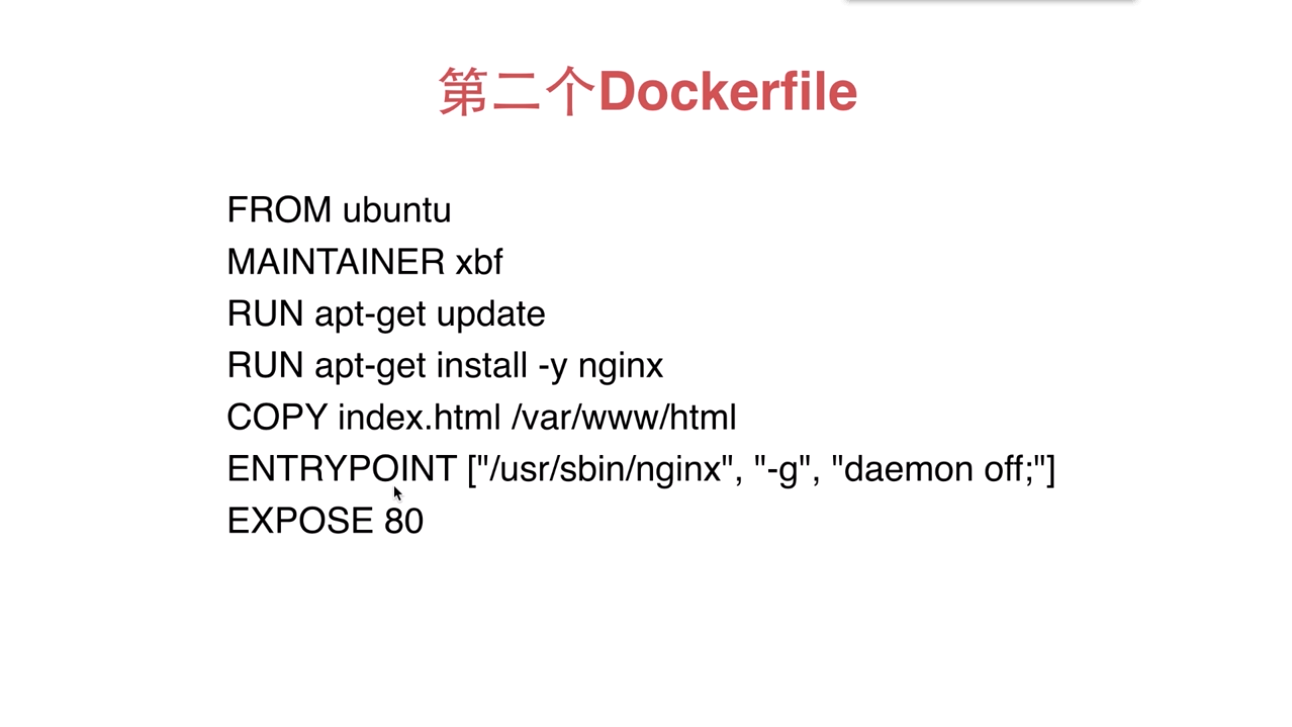 第二个Dockerfile
FROM ubuntu
MAINTAINER xbf
RUN apt-get update
RUN apt-get install -y nginx
COPY index.html /var/www/html
ENTRYPOINT ["/usr/sbin/nginx", "-g", "daemon off;"]
EXPOSE 80